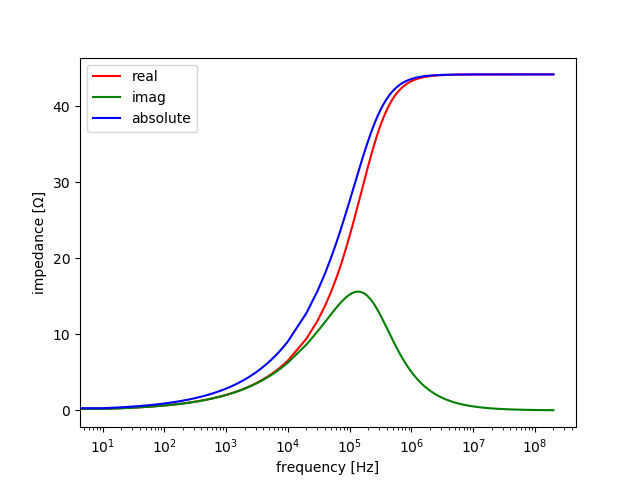 real
imag
absolute
impedance [Ω]
40
30
20
10
0
10¹ 10² 10³ 10⁴ 10⁵ 10⁶ 10⁷ 10⁸
frequency [Hz]